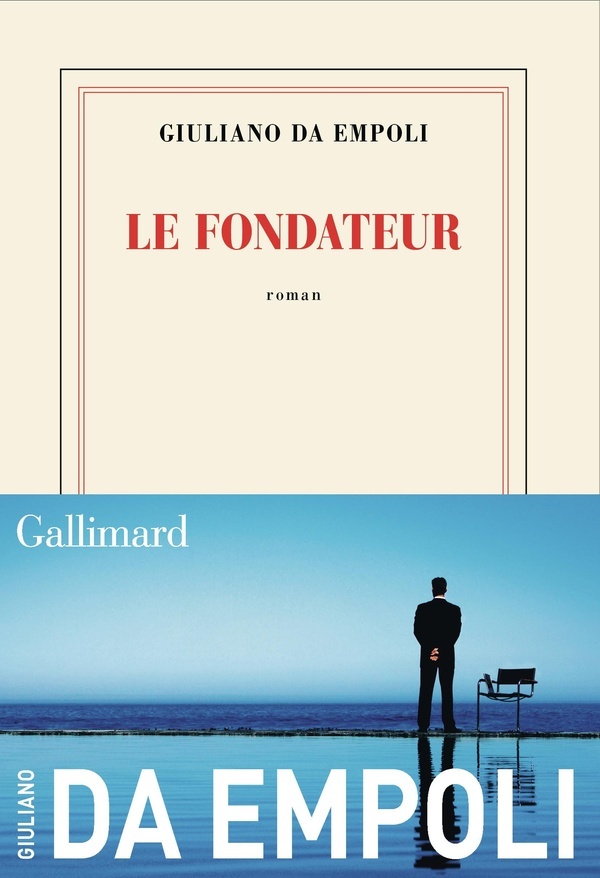 GIULIANO DA EMPOLI
LE FONDATEUR
roman
Gallimard
GIULIANO
DA EMPOLI